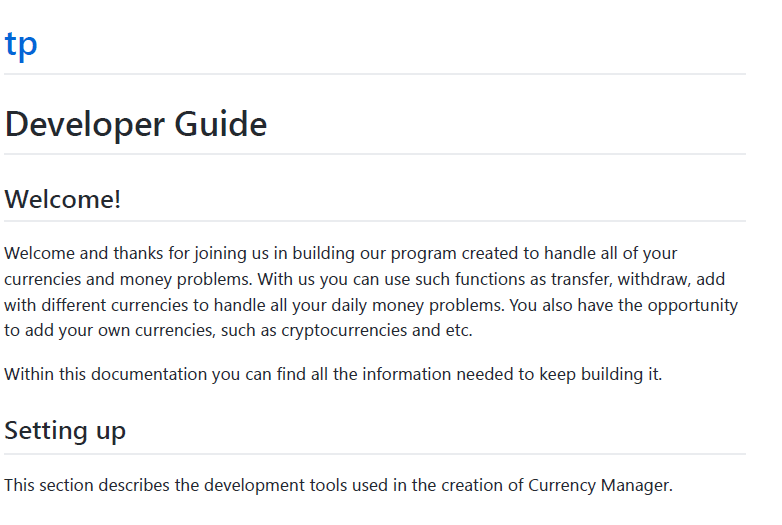 tp
Developer Guide
Welcome!
Welcome and thanks for joining us in building our program created to handle all of your
currencies and money problems. With us you can use such functions as transfer, withdraw, add
with different currencies to handle all your daily money problems. You also have the opportunity
to add your own currencies, such as cryptocurrencies and etc.
Within this documentation you can find all the information needed to keep building it.
Setting up
This section describes the development tools used in the creation of Currency Manager.